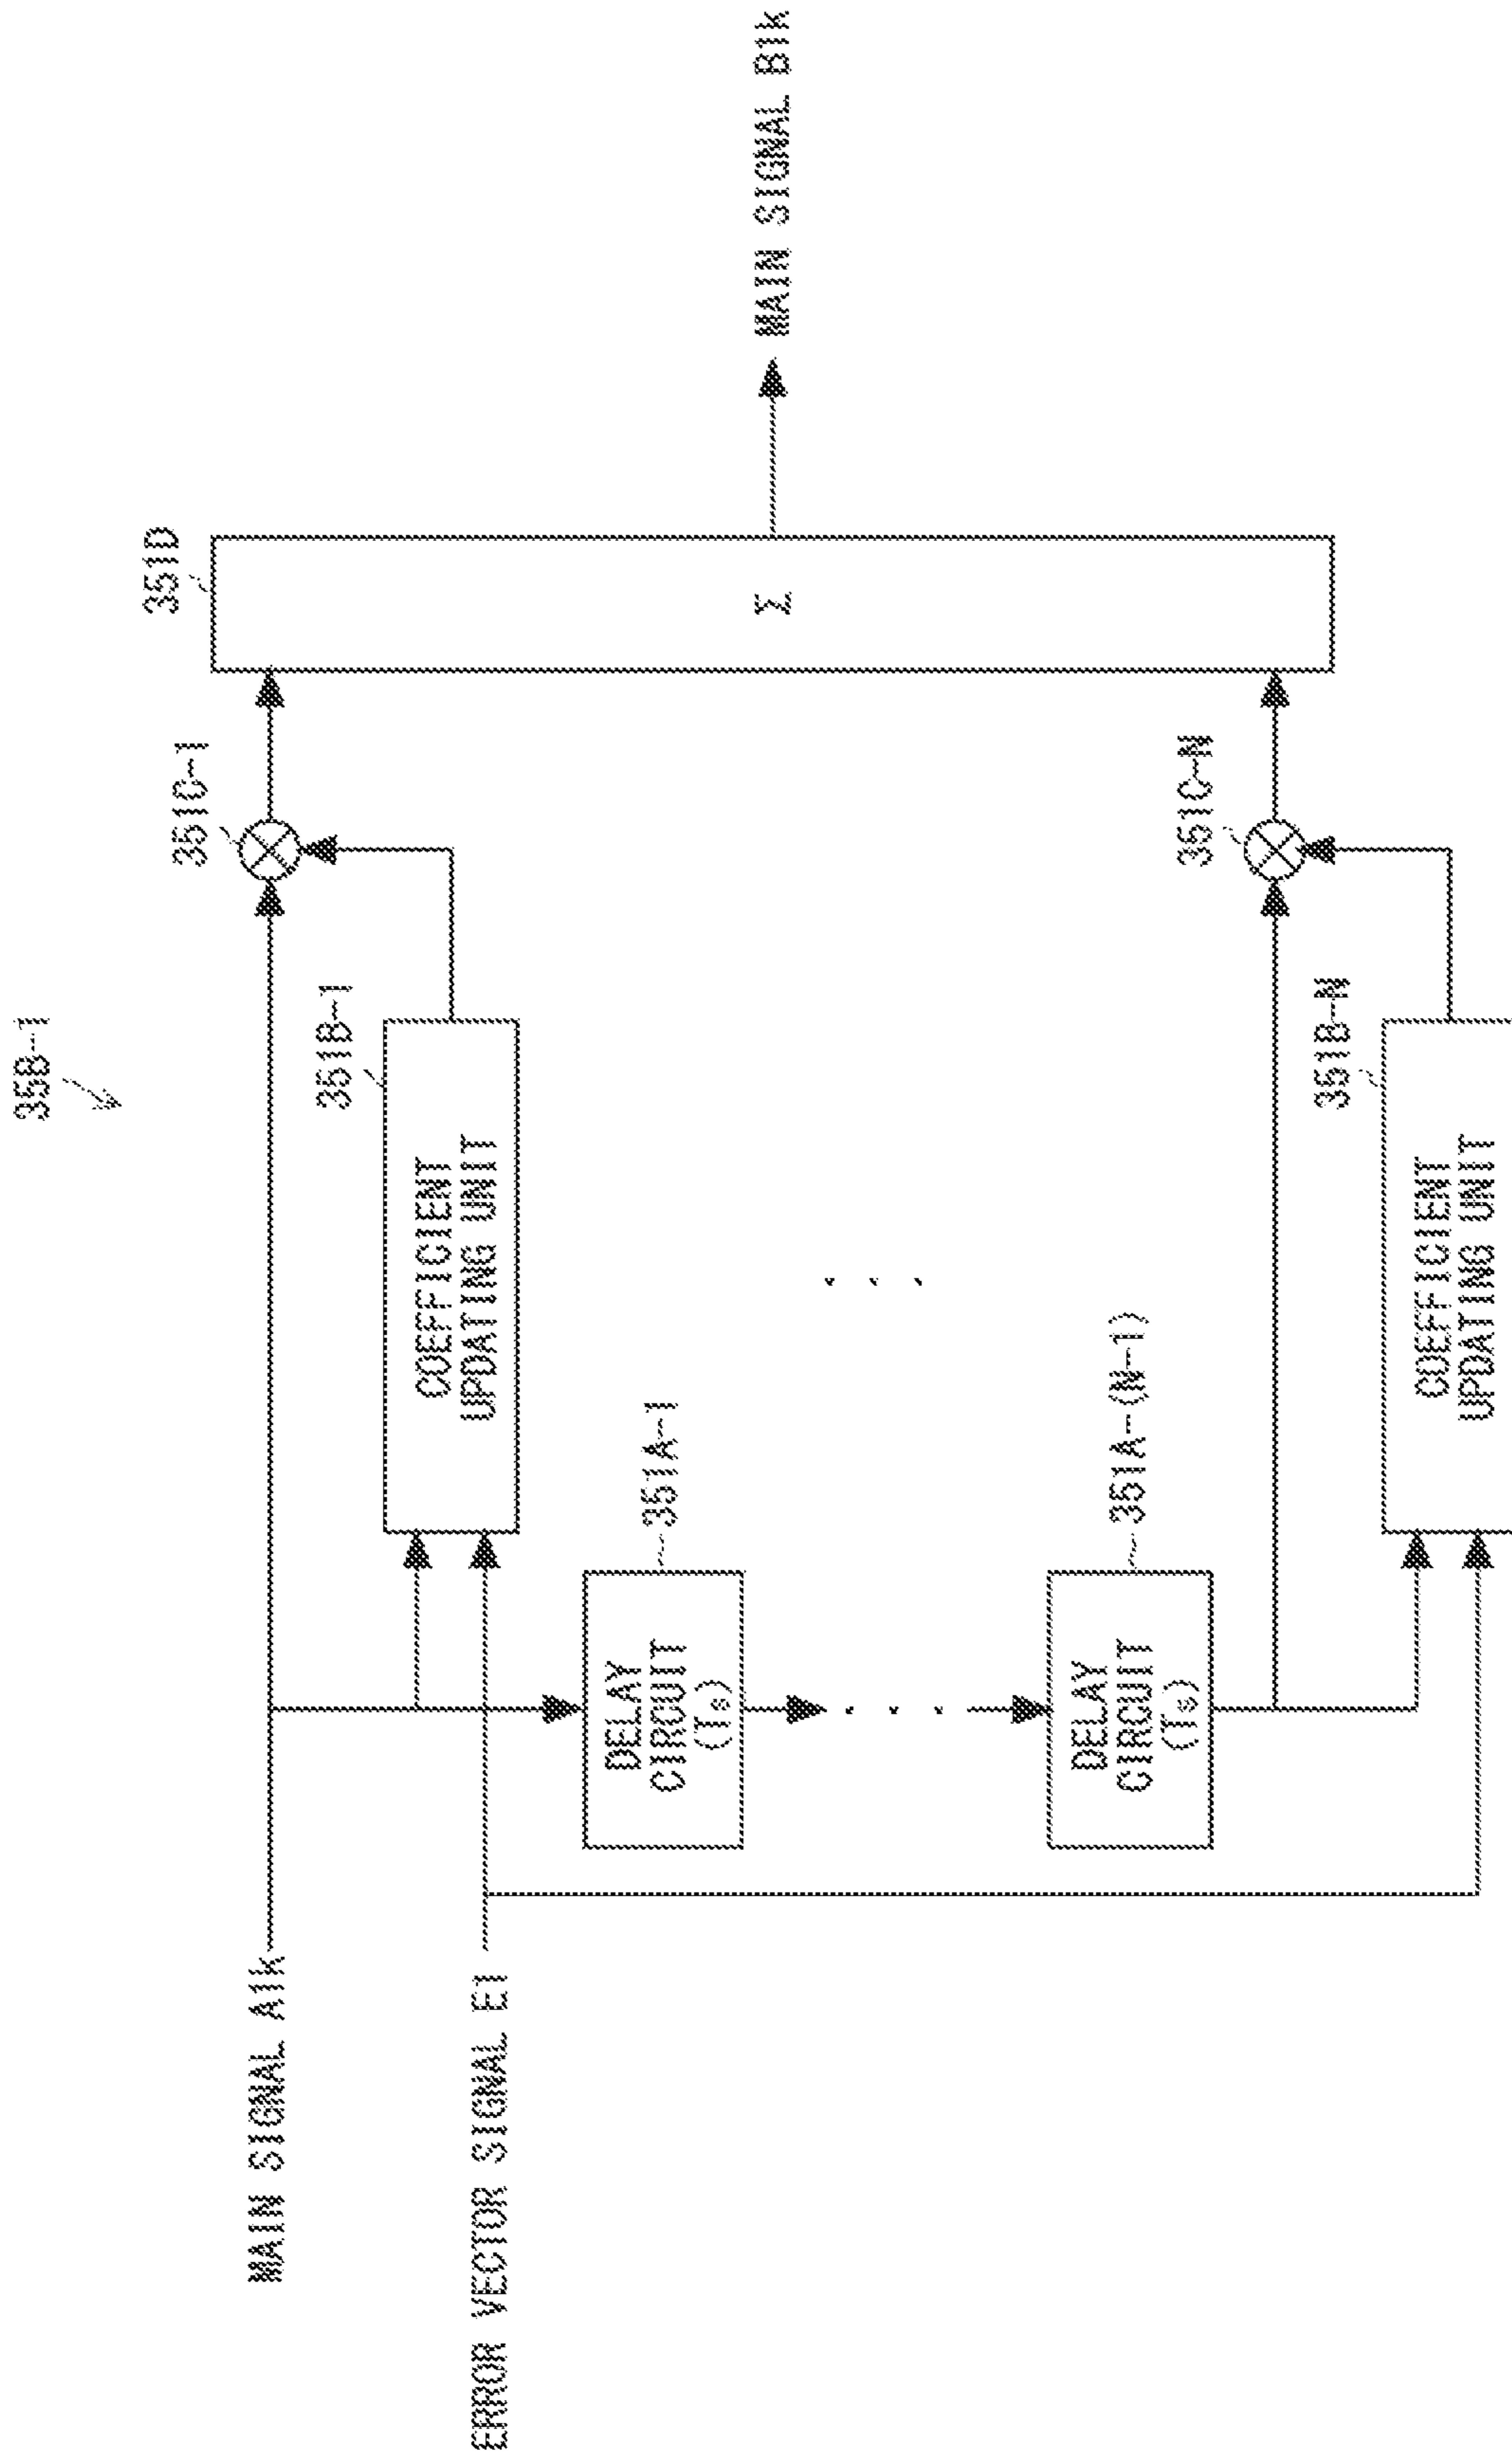 35B-1
MAIN SIGNAL A1k
ERROR VECTOR SIGNAL E1
351C-1
351D
351B-1
COEFFICIENT
UPDATING UNIT
DELAY
CIRCUIT
(Ts)
351A-1
Σ
MAIN SIGNAL B1k
. . .
. . .
DELAY
CIRCUIT
(Ts)
351A-(N-1)
351C-N
351B-N
COEFFICIENT
UPDATING UNIT